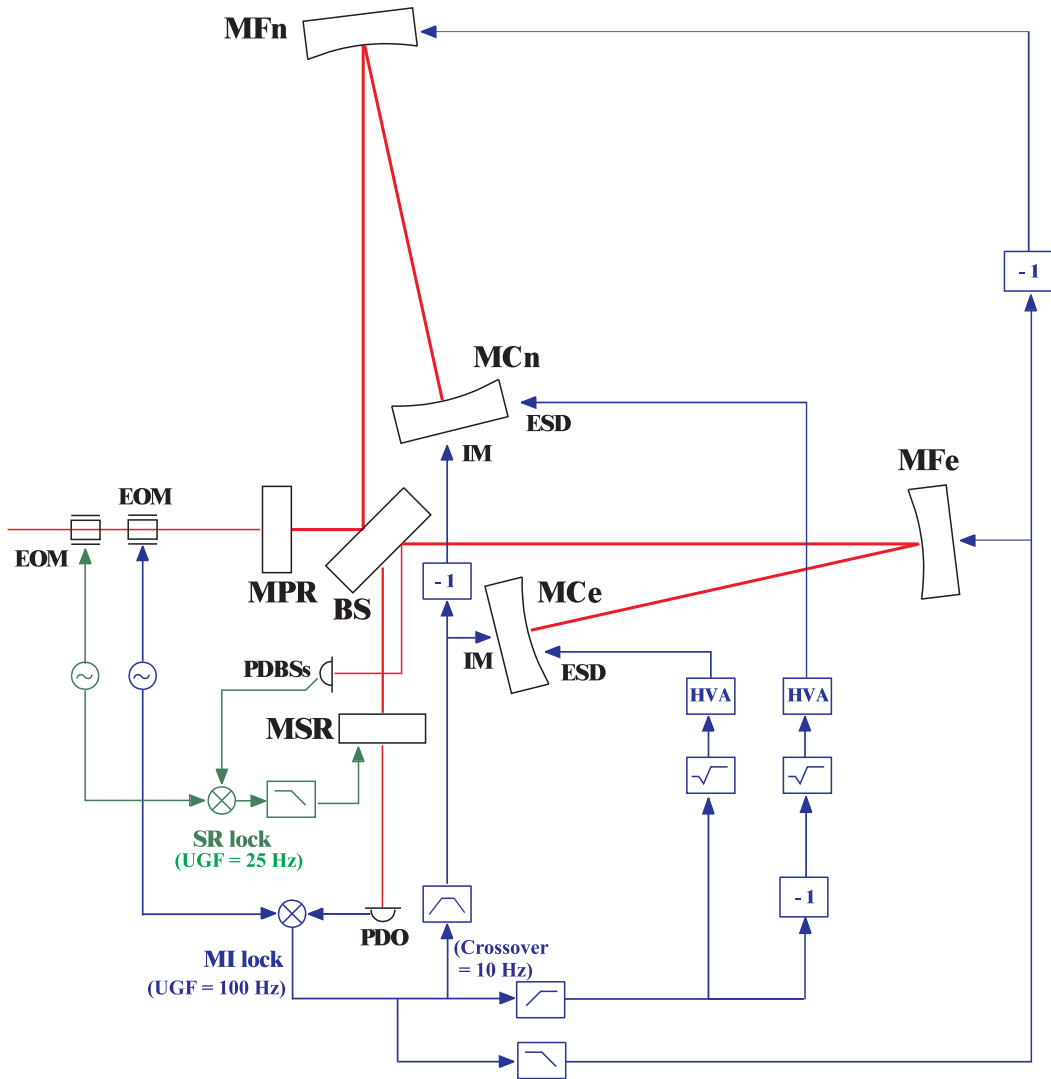 MFn
- 1
MCn
ESD
IM
MFe
EOM
EOM
MPR
BS
- 1
MCe
IM
ESD
PDBSs
HVA
HVA
MSR
SR lock
(UGF = 25 Hz)
- 1
PDO
MI lock
(UGF = 100 Hz)
(Crossover
= 10 Hz)